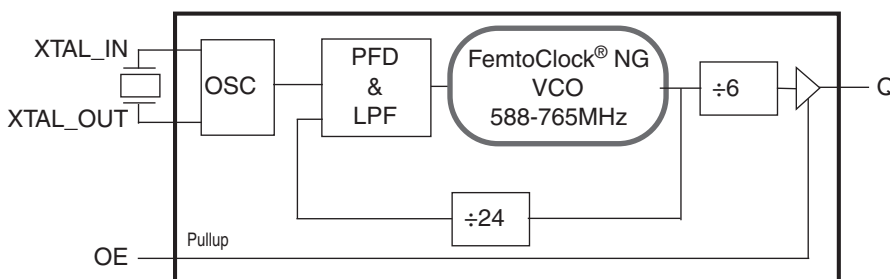 XTAL_IN
XTAL_OUT
OSC
PFD
&
LPF
FemtoClock® NG
VCO
588-765MHz
÷6
Q
÷24
Pullup
OE